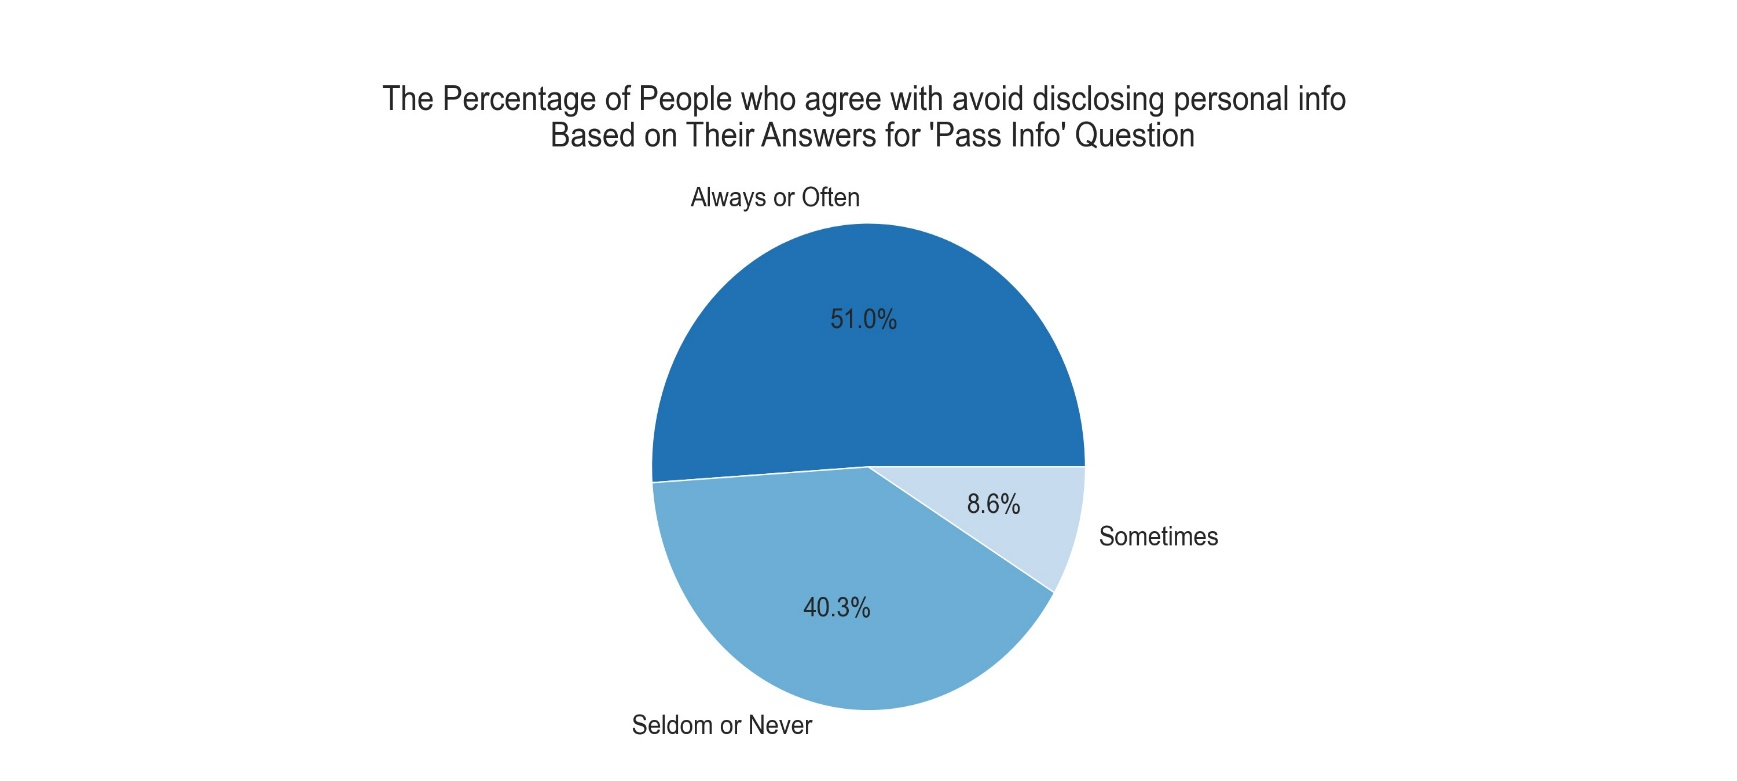 The Percentage of People who agree with avoid disclosing personal info
Based on Their Answers for 'Pass Info' Question
Always or Often
51.0%
8.6%
Sometimes
40.3%
Seldom or Never